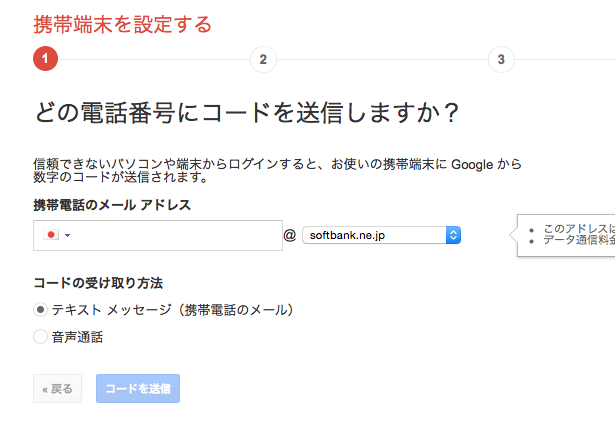 携帯端末を設定する
1
2
3
どの電話番号にコードを送信しますか？
信頼できないパソコンや端末からログインすると、お使いの携帯端末に Google から
数字のコードが送信されます。
携帯電話のメール アドレス
@ softbank.ne.jp
• このアドレスは
• データ通信料金
コードの受け取り方法
テキスト メッセージ（携帯電話のメール）
音声通話
« 戻る
コードを送信